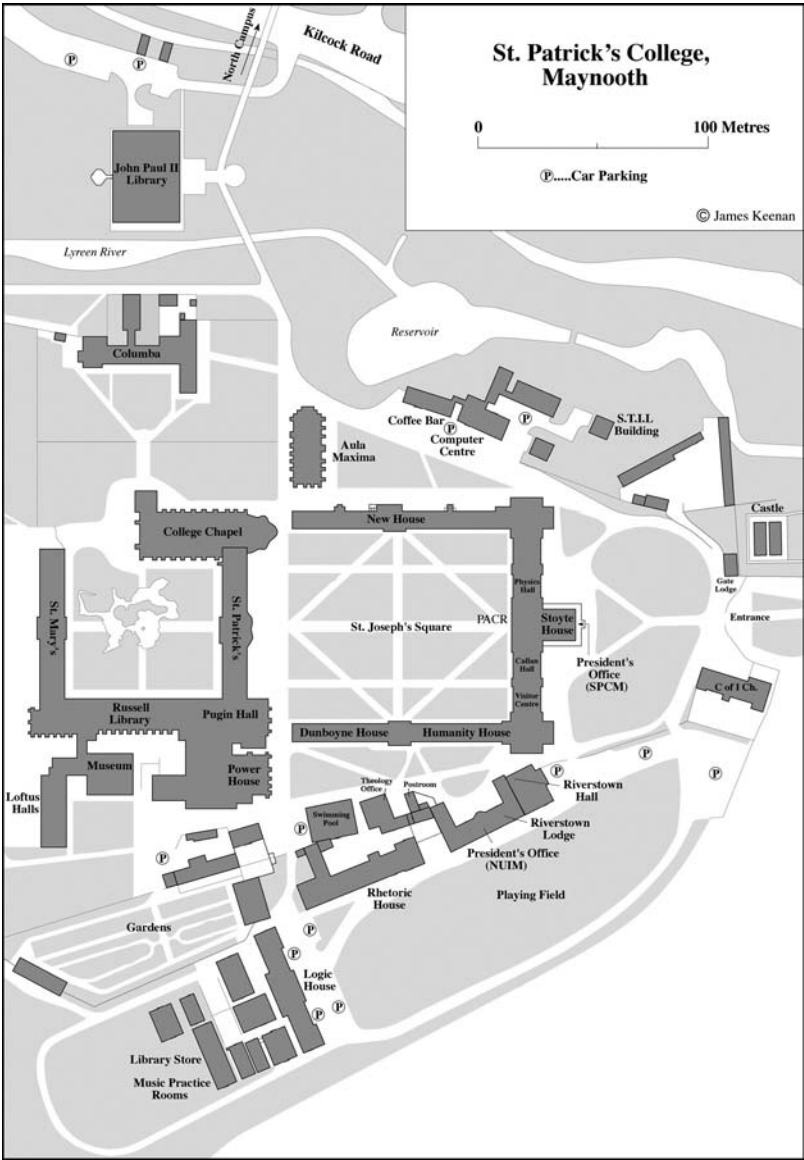 St. Patrick's College,
Maynooth
0
100 Metres
Ⓟ.....Car Parking
© James Keenan
Kilcock Road
North Campus
Ⓟ
Ⓟ
John Paul II
Library
Lyreen River
Reservoir
Columba
Coffee Bar
Ⓟ
Computer
Centre
Ⓟ
S.T.I.L
Building
Aula
Maxima
Castle
College Chapel
New House
Gate
Lodge
Entrance
St. Mary's
St. Patrick's
St. Joseph's Square
PACR
Physics
Hall
Stoyte
House
Callan
Hall
Visitor
Centre
President's
Office
(SPCM)
C of I Ch.
Russell
Library
Pugin Hall
Dunboyne House
Humanity House
Museum
Power
House
Loftus
Halls
Theology
Office
Postroom
Ⓟ
Ⓟ
Ⓟ
Riverstown
Hall
Swimming
Pool
Ⓟ
Riverstown
Lodge
Ⓟ
President's Office
(NUIM)
Rhetoric
House
Playing Field
Gardens
Ⓟ
Ⓟ
Logic
House
Ⓟ
Ⓟ
Library Store
Music Practice
Rooms